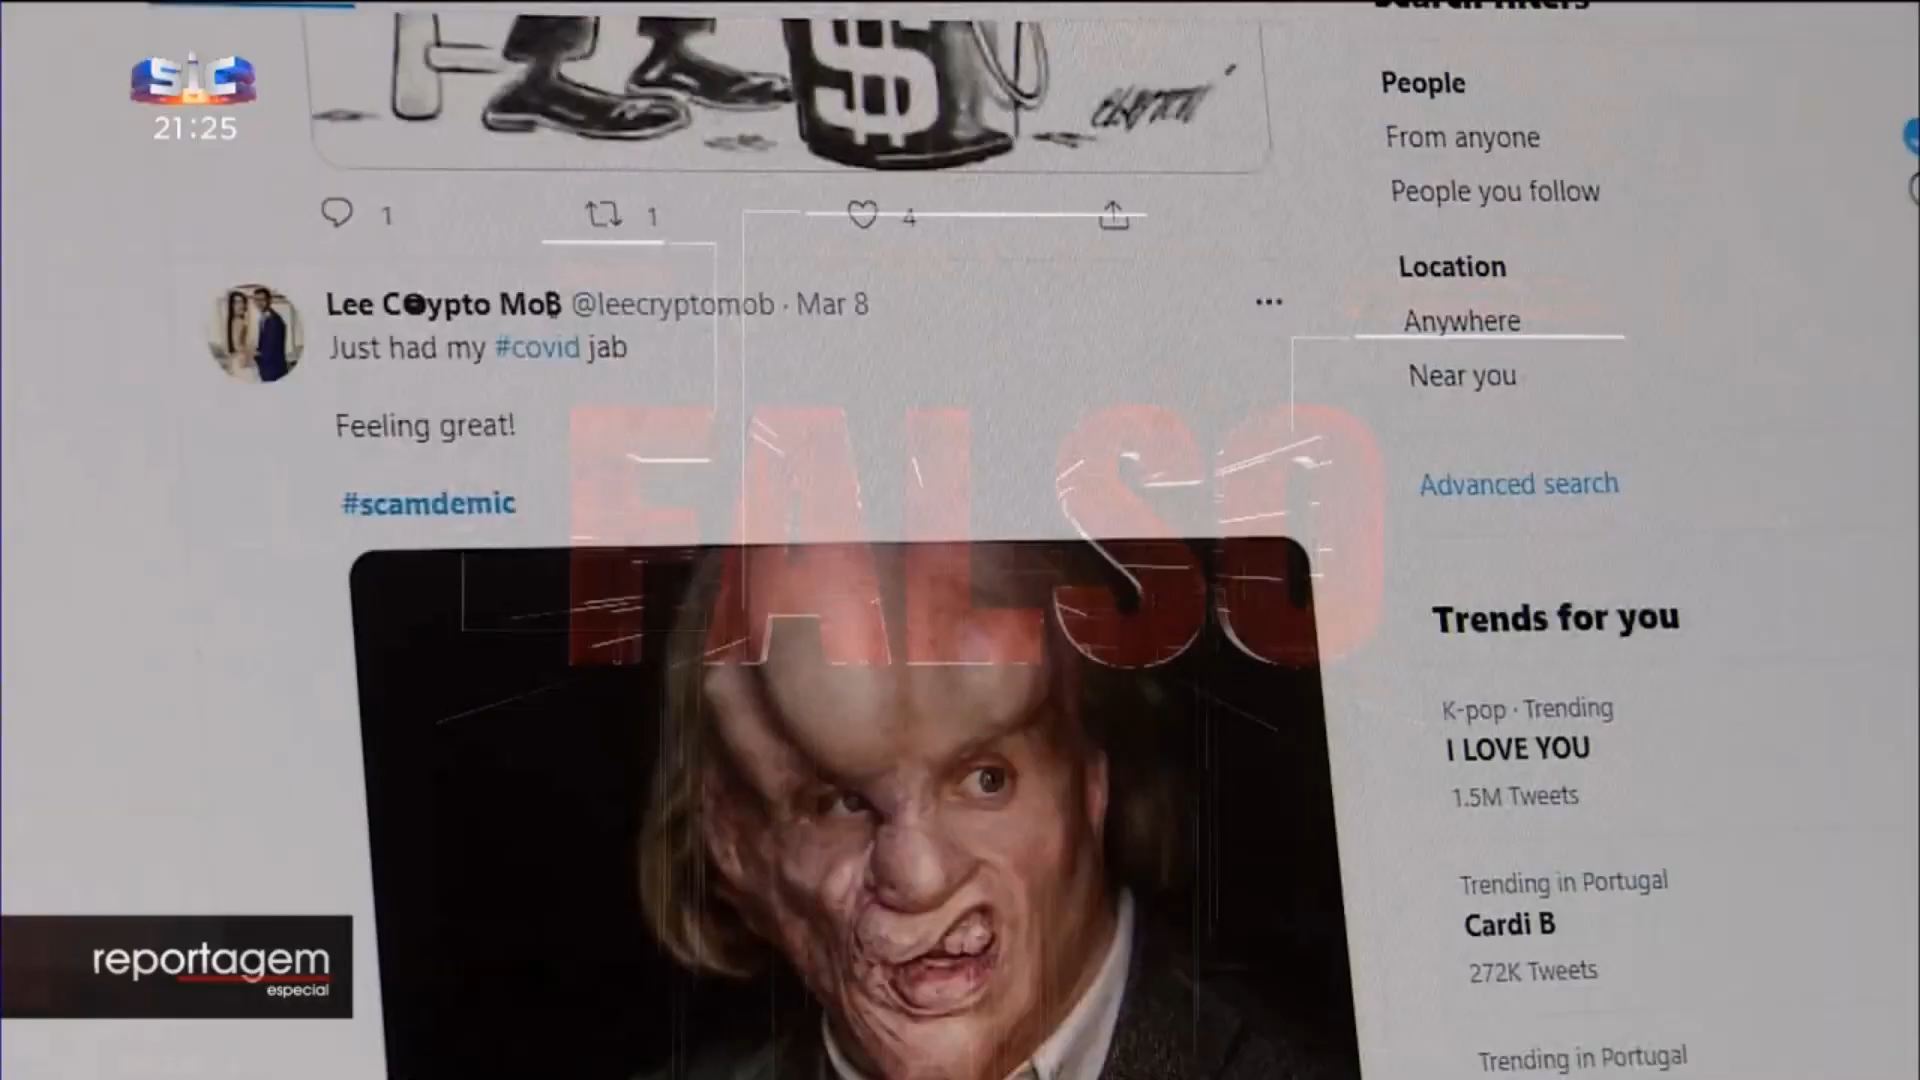 Search filters
SIC
21:25
People
From anyone
People you follow
1 1 4
Location
Anywhere
Near you
Lee Crypto MoB @leecryptomob · Mar 8
Just had my #covid jab
Feeling great!
#scamdemic
Advanced search
FALSO
Trends for you
K-pop · Trending
I LOVE YOU
1.5M Tweets
Trending in Portugal
Cardi B
272K Tweets
Trending in Portugal
reportagem
especial